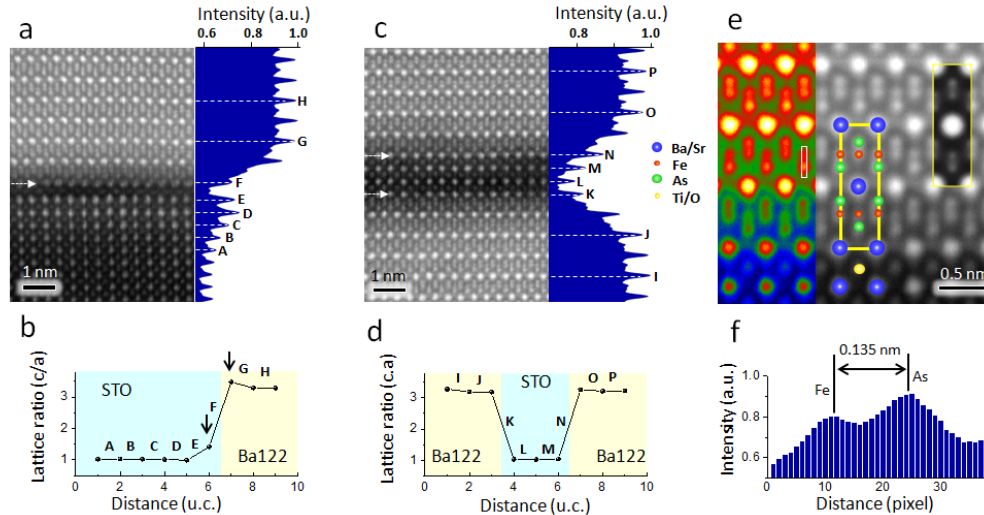 a
Intensity (a.u.)
0.6 0.8 1.0
H
G
F
E
D
C
B
A
1 nm
c
Intensity (a.u.)
0.8 1.0
P
O
N
M
L
K
J
I
1 nm
e
Ba/Sr
Fe
As
Ti/O
0.5 nm
b
Lattice ratio (c/a)
3
2
1
STO
A B C D E F G H
Ba122
0 2 4 6 8 10
Distance (u.c.)
d
Lattice ratio (c.a)
3
2
1
I J STO O P
K L M N
Ba122 Ba122
0 2 4 6 8 10
Distance (u.c.)
f
0.135 nm
Fe As
Intensity (a.u.)
1.0
0.8
0.6
0 10 20 30
Distance (pixel)